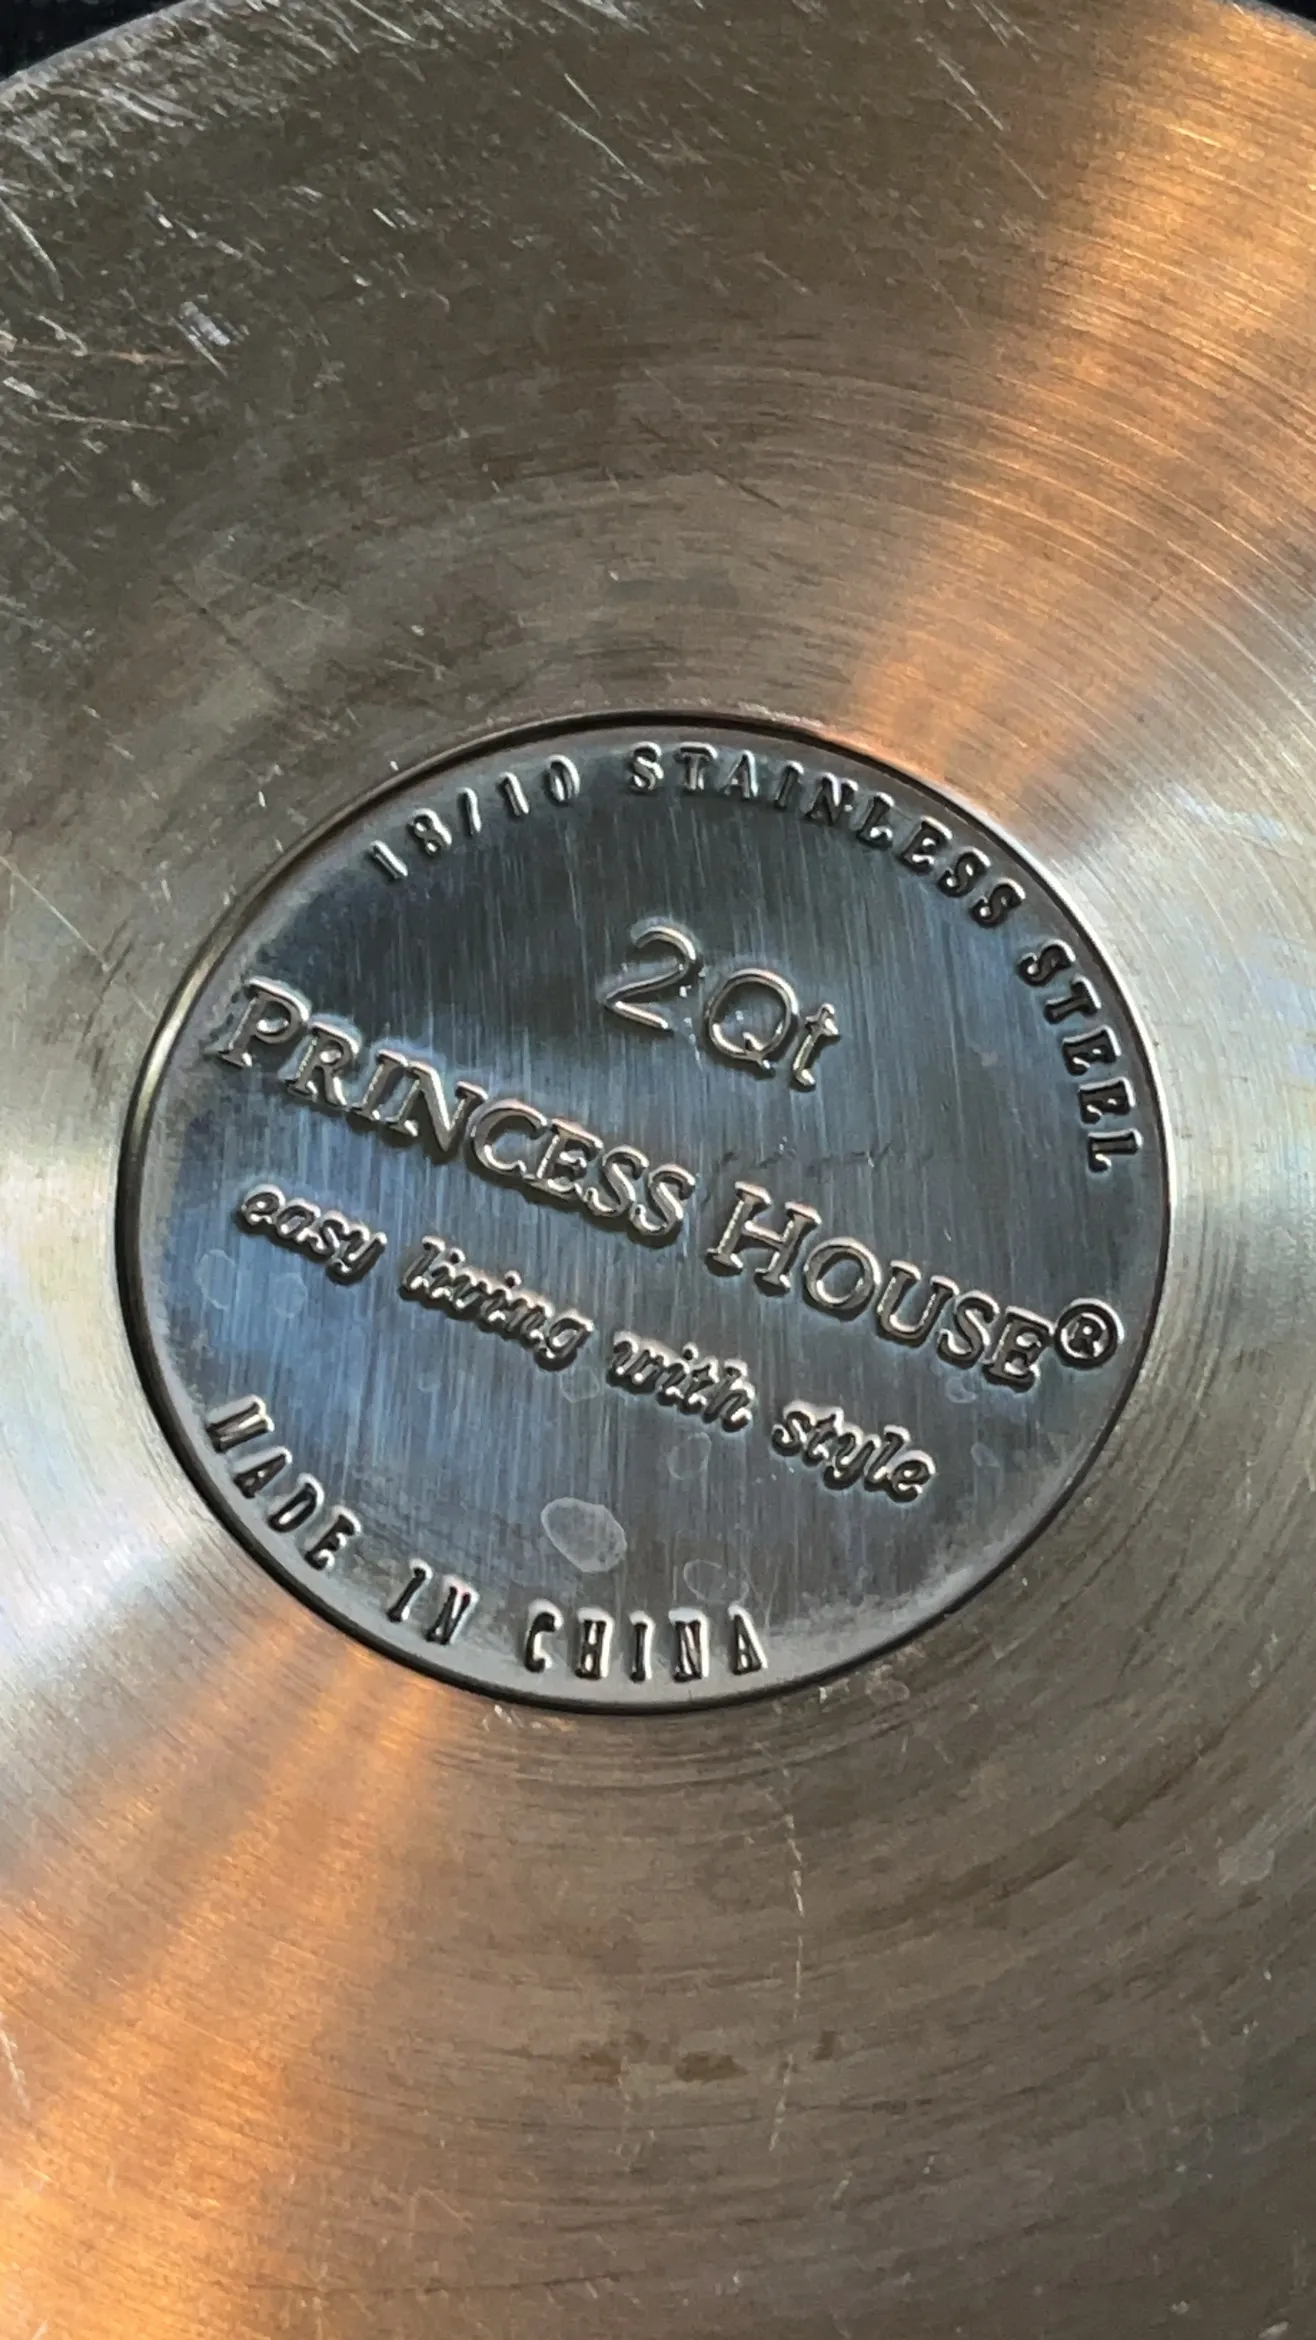 18/10 STAINLESS STEEL
2Qt
PRINCESS HOUSE®
easy living with style
MADE IN CHINA